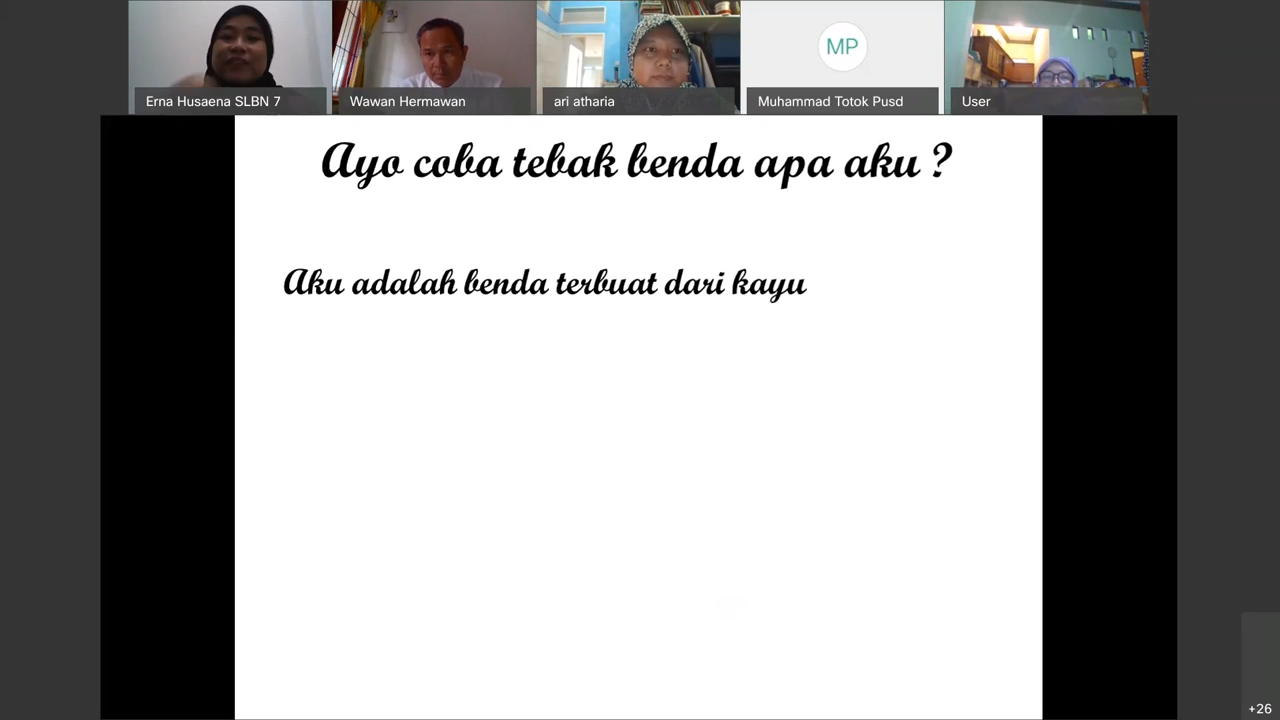 Erna Husaena SLBN 7
Wawan Hermawan
ari atharia
MP
Muhammad Totok Pusd
User
Ayo coba tebak benda apa aku ?
Aku adalah benda terbuat dari kayu
+26